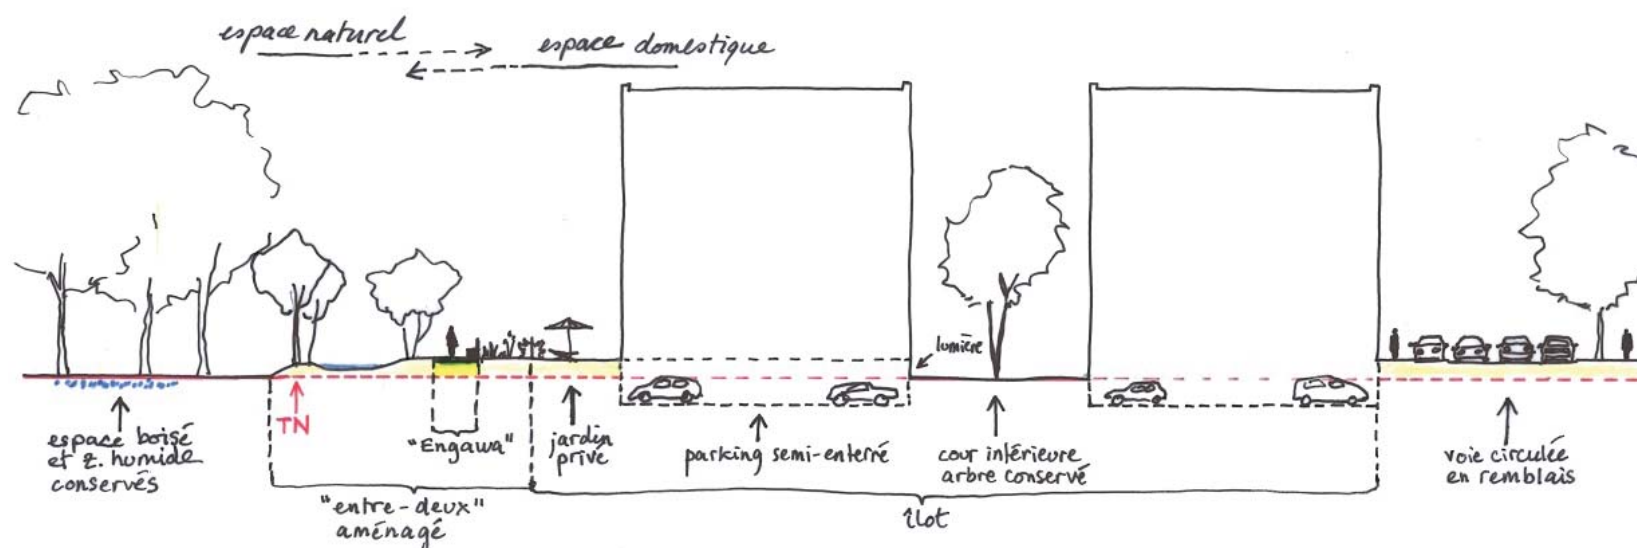 espace naturel
espace domestique
lumière
TN
espace boisé
et z. humide
conservés
"Engawa"
jardin
privé
parking semi-enterré
cour intérieure
arbre conservé
voie circulée
en remblais
"entre-deux"
aménagé
îlot